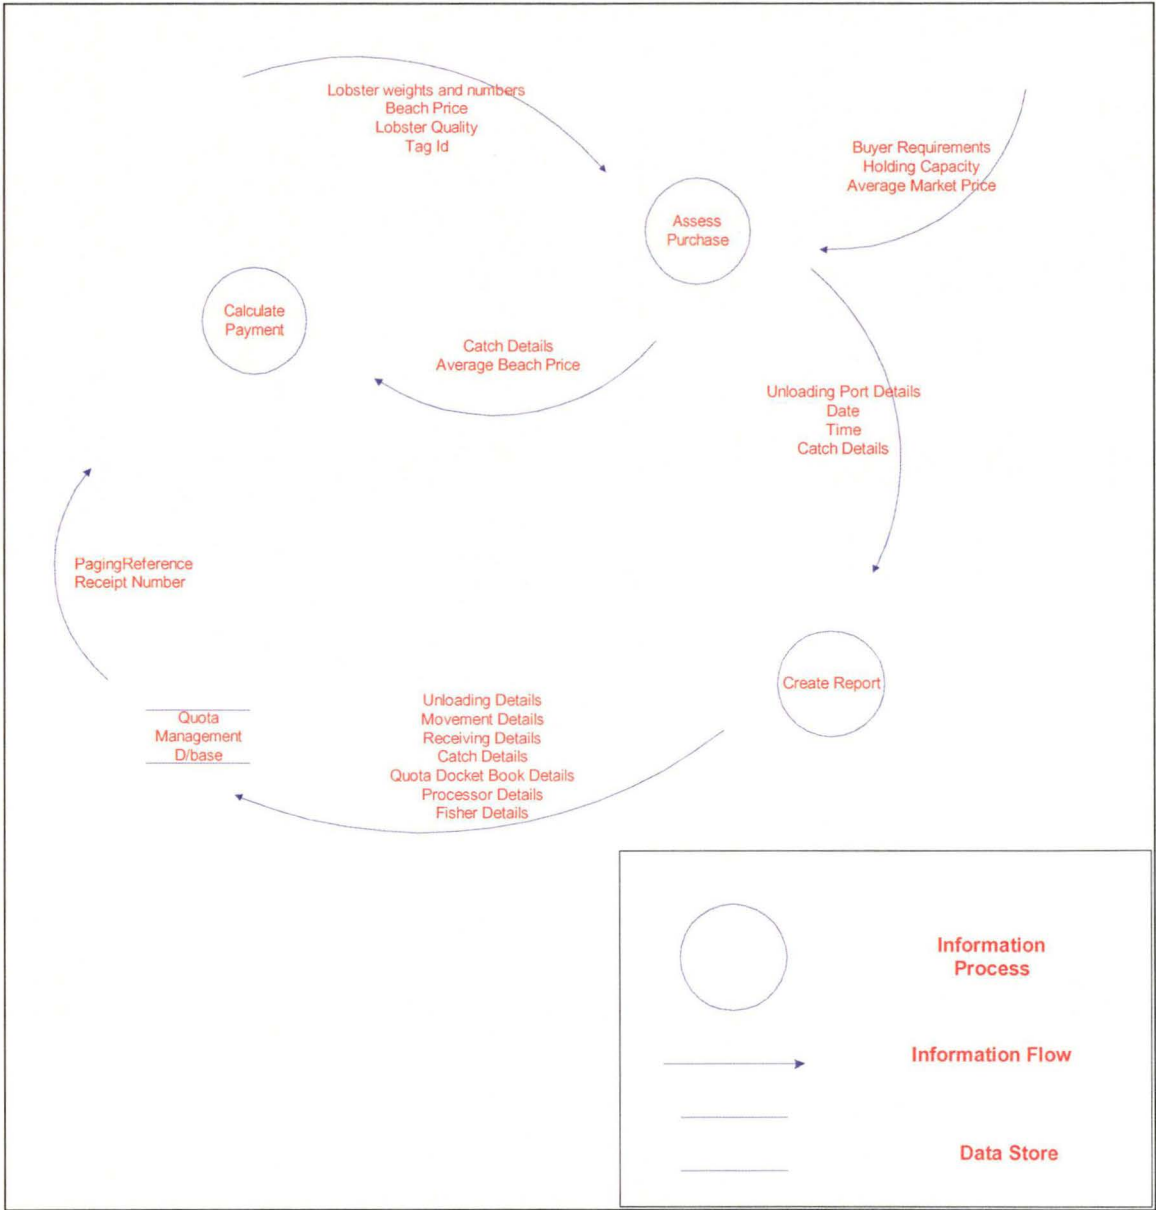 Lobster weights and numbers
Beach Price
Lobster Quality
Tag Id
Buyer Requirements
Holding Capacity
Average Market Price
Assess
Purchase
Calculate
Payment
Catch Details
Average Beach Price
Unloading Port Details
Date
Time
Catch Details
PagingReference
Receipt Number
Create Report
Quota
Management
D/base
Unloading Details
Movement Details
Receiving Details
Catch Details
Quota Docket Book Details
Processor Details
Fisher Details
Information
Process
Information Flow
Data Store